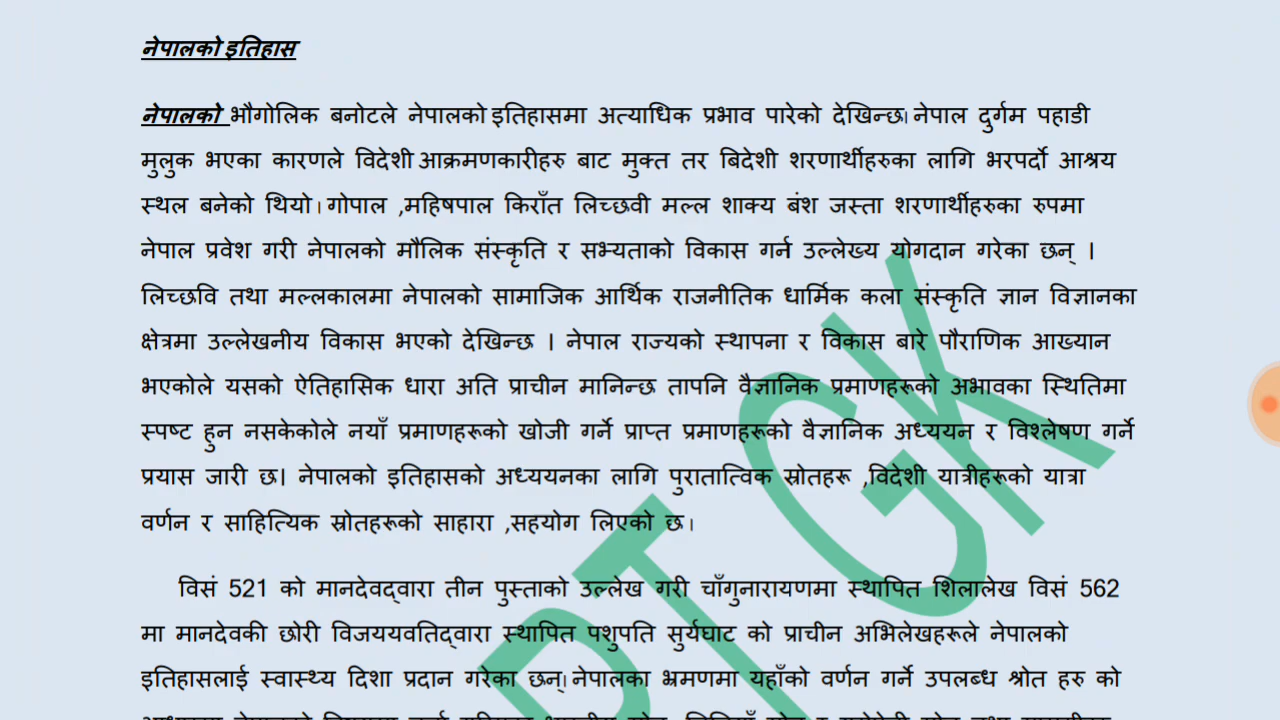 नेपालको इतिहास
नेपालको भौगोलिक बनोटले नेपालको इतिहासमा अत्याधिक प्रभाव पारेको देखिन्छ। नेपाल दुर्गम पहाडी
मुलुक भएका कारणले विदेशी आक्रमणकारीहरु बाट मुक्त तर बिदेशी शरणार्थीहरुका लागि भरपर्दो आश्रय
स्थल बनेको थियो। गोपाल ,महिषपाल किराँत लिच्छवी मल्ल शाक्य बंश जस्ता शरणार्थीहरुका रुपमा
नेपाल प्रवेश गरी नेपालको मौलिक संस्कृति र सभ्यताको विकास गर्न उल्लेख्य योगदान गरेका छन् ।
लिच्छवि तथा मल्लकालमा नेपालको सामाजिक आर्थिक राजनीतिक धार्मिक कला संस्कृति ज्ञान विज्ञानका
क्षेत्रमा उल्लेखनीय विकास भएको देखिन्छ । नेपाल राज्यको स्थापना र विकास बारे पौराणिक आख्यान
भएकोले यसको ऐतिहासिक धारा अति प्राचीन मानिन्छ तापनि वैज्ञानिक प्रमाणहरूको अभावका स्थितिमा
स्पष्ट हुन नसकेकोले नयाँ प्रमाणहरूको खोजी गर्ने प्राप्त प्रमाणहरूको वैज्ञानिक अध्ययन र विश्लेषण गर्ने
प्रयास जारी छ। नेपालको इतिहासको अध्ययनका लागि पुरातात्विक स्रोतहरू ,विदेशी यात्रीहरूको यात्रा
वर्णन र साहित्यिक स्रोतहरूको साहारा ,सहयोग लिएको छ।
विसं 521 को मानदेवद्वारा तीन पुस्ताको उल्लेख गरी चाँगुनारायणमा स्थापित शिलालेख विसं 562
मा मानदेवकी छोरी विजययवतिद्वारा स्थापित पशुपति सुर्यघाट को प्राचीन अभिलेखहरूले नेपालको
इतिहासलाई स्वास्थ्य दिशा प्रदान गरेका छन्। नेपालका भ्रमणमा यहाँको वर्णन गर्ने उपलब्ध श्रोत हरु को
PT GK